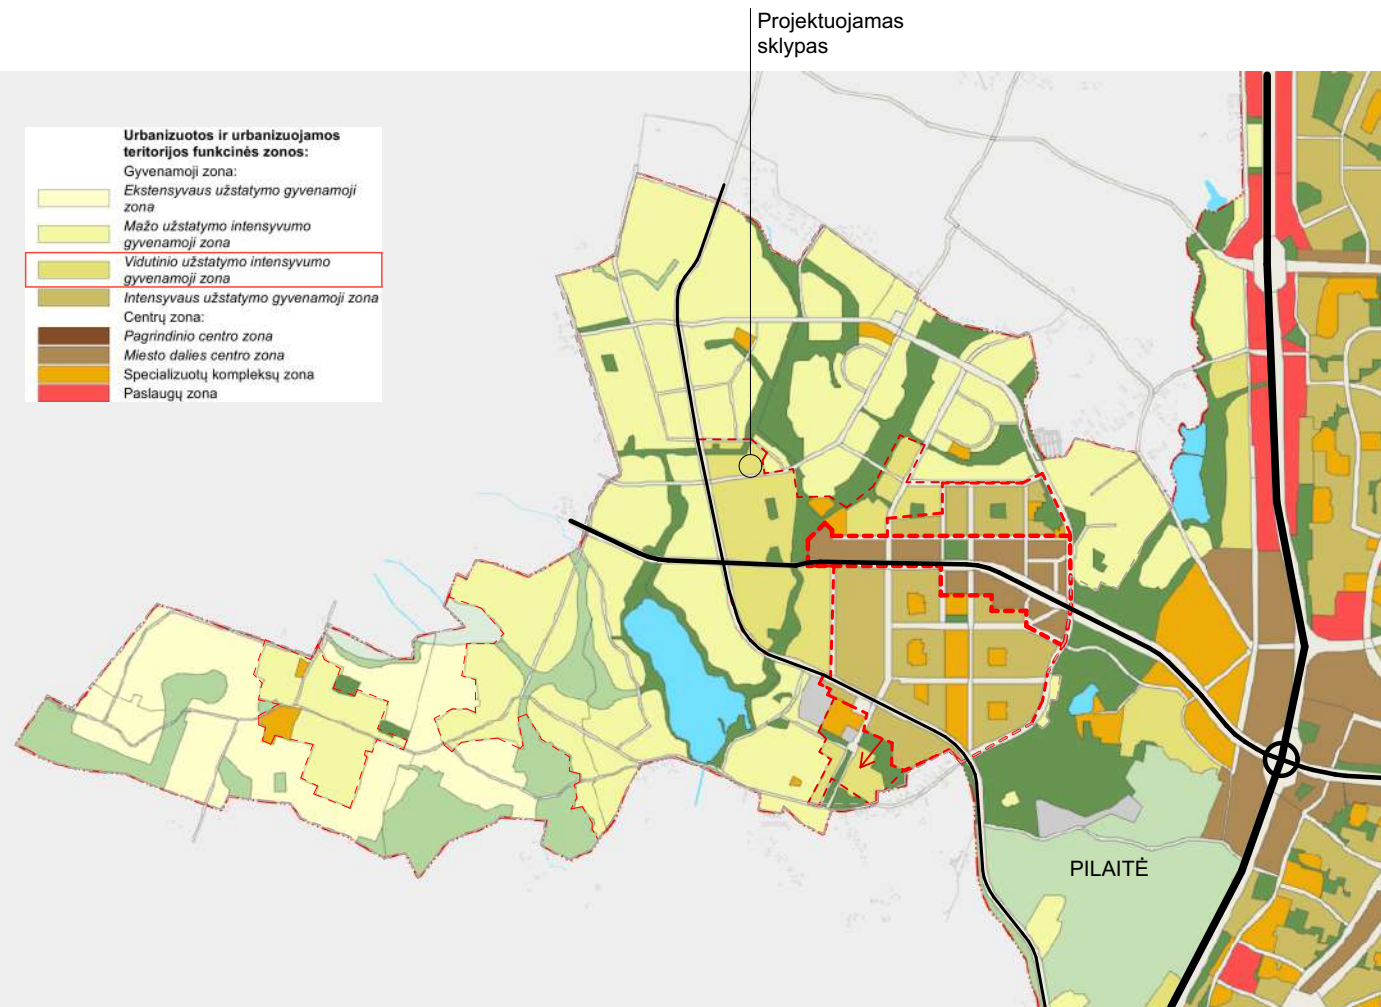 Projektuojamas
sklypas
Urbanizuotos ir urbanizuojamos
teritorijos funkcinės zonos:
Gyvenamoji zona:
Ekstensyvaus užstatymo gyvenamoji
zona
Mažo užstatymo intensyvumo
gyvenamoji zona
Vidutinio užstatymo intensyvumo
gyvenamoji zona
Intensyvaus užstatymo gyvenamoji zona
Centrų zona:
Pagrindinio centro zona
Miesto dalies centro zona
Specializuotų kompleksų zona
Paslaugų zona
PILAITĖ